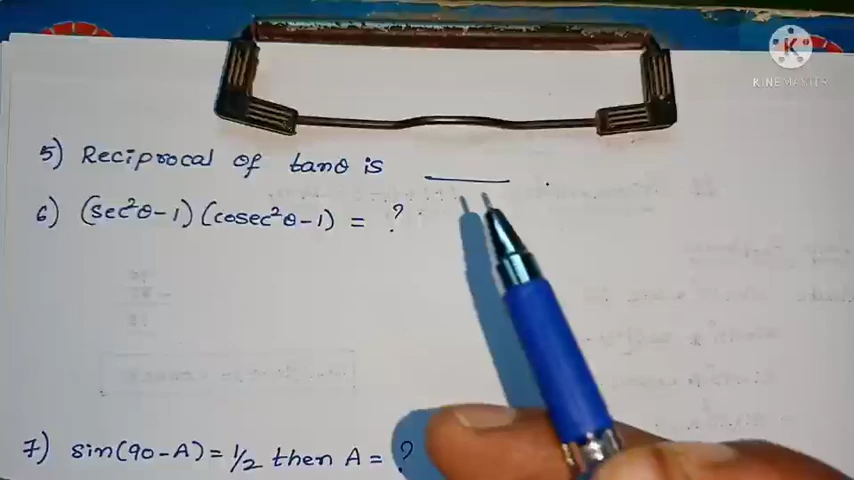 KINEMASTER
5) Reciprocal of tanθ is ______ .
6) (sec²θ-1)(cosec²θ-1) = ?
7) sin(90-A)=1/2 then A = ?